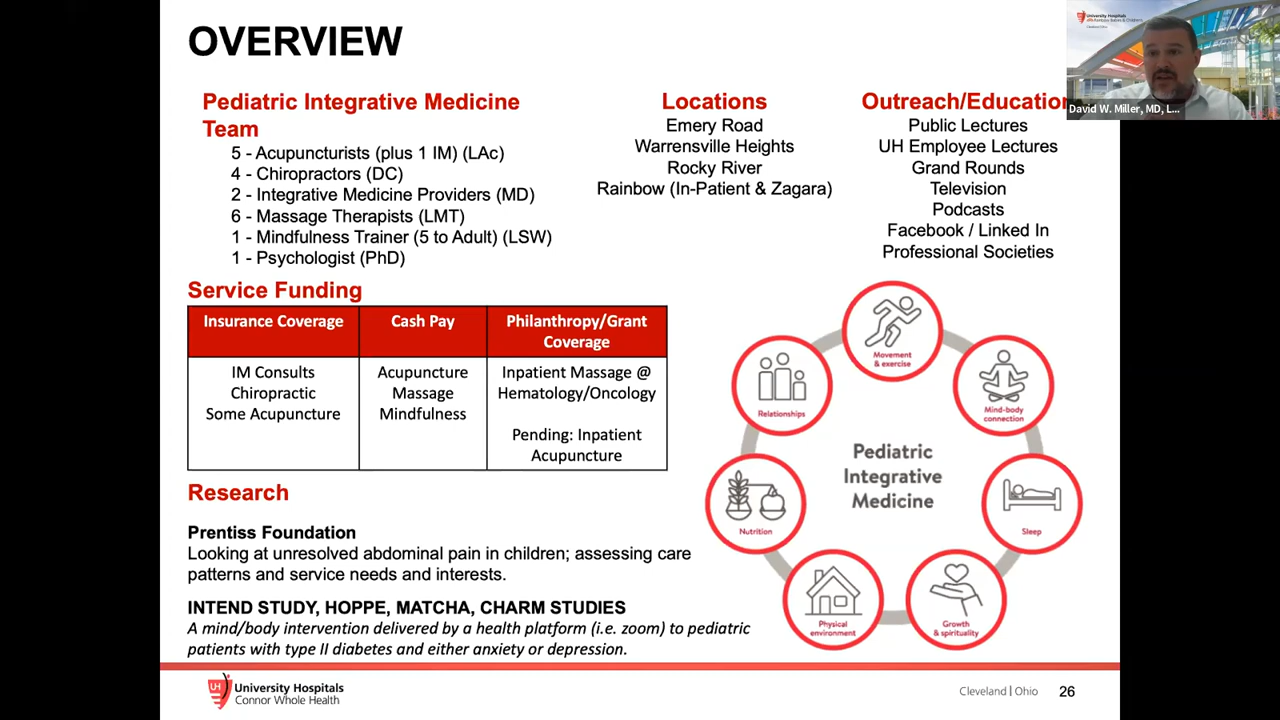 OVERVIEW
Pediatric Integrative Medicine
Team
5 - Acupuncturists (plus 1 IM) (LAc)
4 - Chiropractors (DC)
2 - Integrative Medicine Providers (MD)
6 - Massage Therapists (LMT)
1 - Mindfulness Trainer (5 to Adult) (LSW)
1 - Psychologist (PhD)
Locations
Emery Road
Warrensville Heights
Rocky River
Rainbow (In-Patient & Zagara)
Outreach/Education
Public Lectures
UH Employee Lectures
Grand Rounds
Television
Podcasts
Facebook / Linked In
Professional Societies
University Hospitals
David W. Miller, MD, L...
Service Funding
Insurance Coverage
Cash Pay
Philanthropy/Grant
Coverage
IM Consults
Chiropractic
Some Acupuncture
Acupuncture
Massage
Mindfulness
Inpatient Massage @
Hematology/Oncology
Pending: Inpatient
Acupuncture
Research
Prentiss Foundation
Looking at unresolved abdominal pain in children; assessing care
patterns and service needs and interests.
INTEND STUDY, HOPPE, MATCHA, CHARM STUDIES
A mind/body intervention delivered by a health platform (i.e. zoom) to pediatric
patients with type II diabetes and either anxiety or depression.
Movement
& exercise
Mind-body
connection
Sleep
Growth
& spirituality
Physical
environment
Nutrition
Relationships
Pediatric
Integrative
Medicine
UH
University Hospitals
Connor Whole Health
Cleveland | Ohio
26